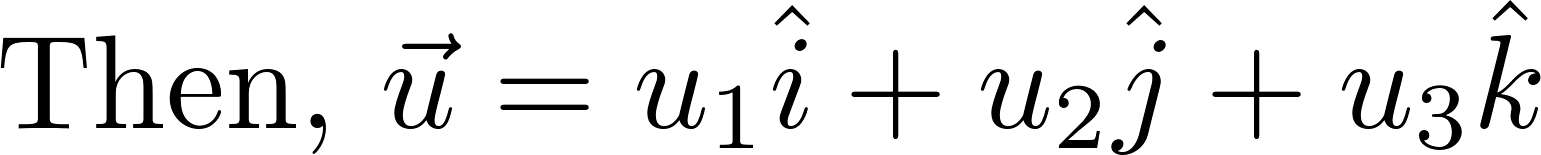 Then, $\vec{u} = u_1\hat{i} + u_2\hat{j} + u_3\hat{k}$